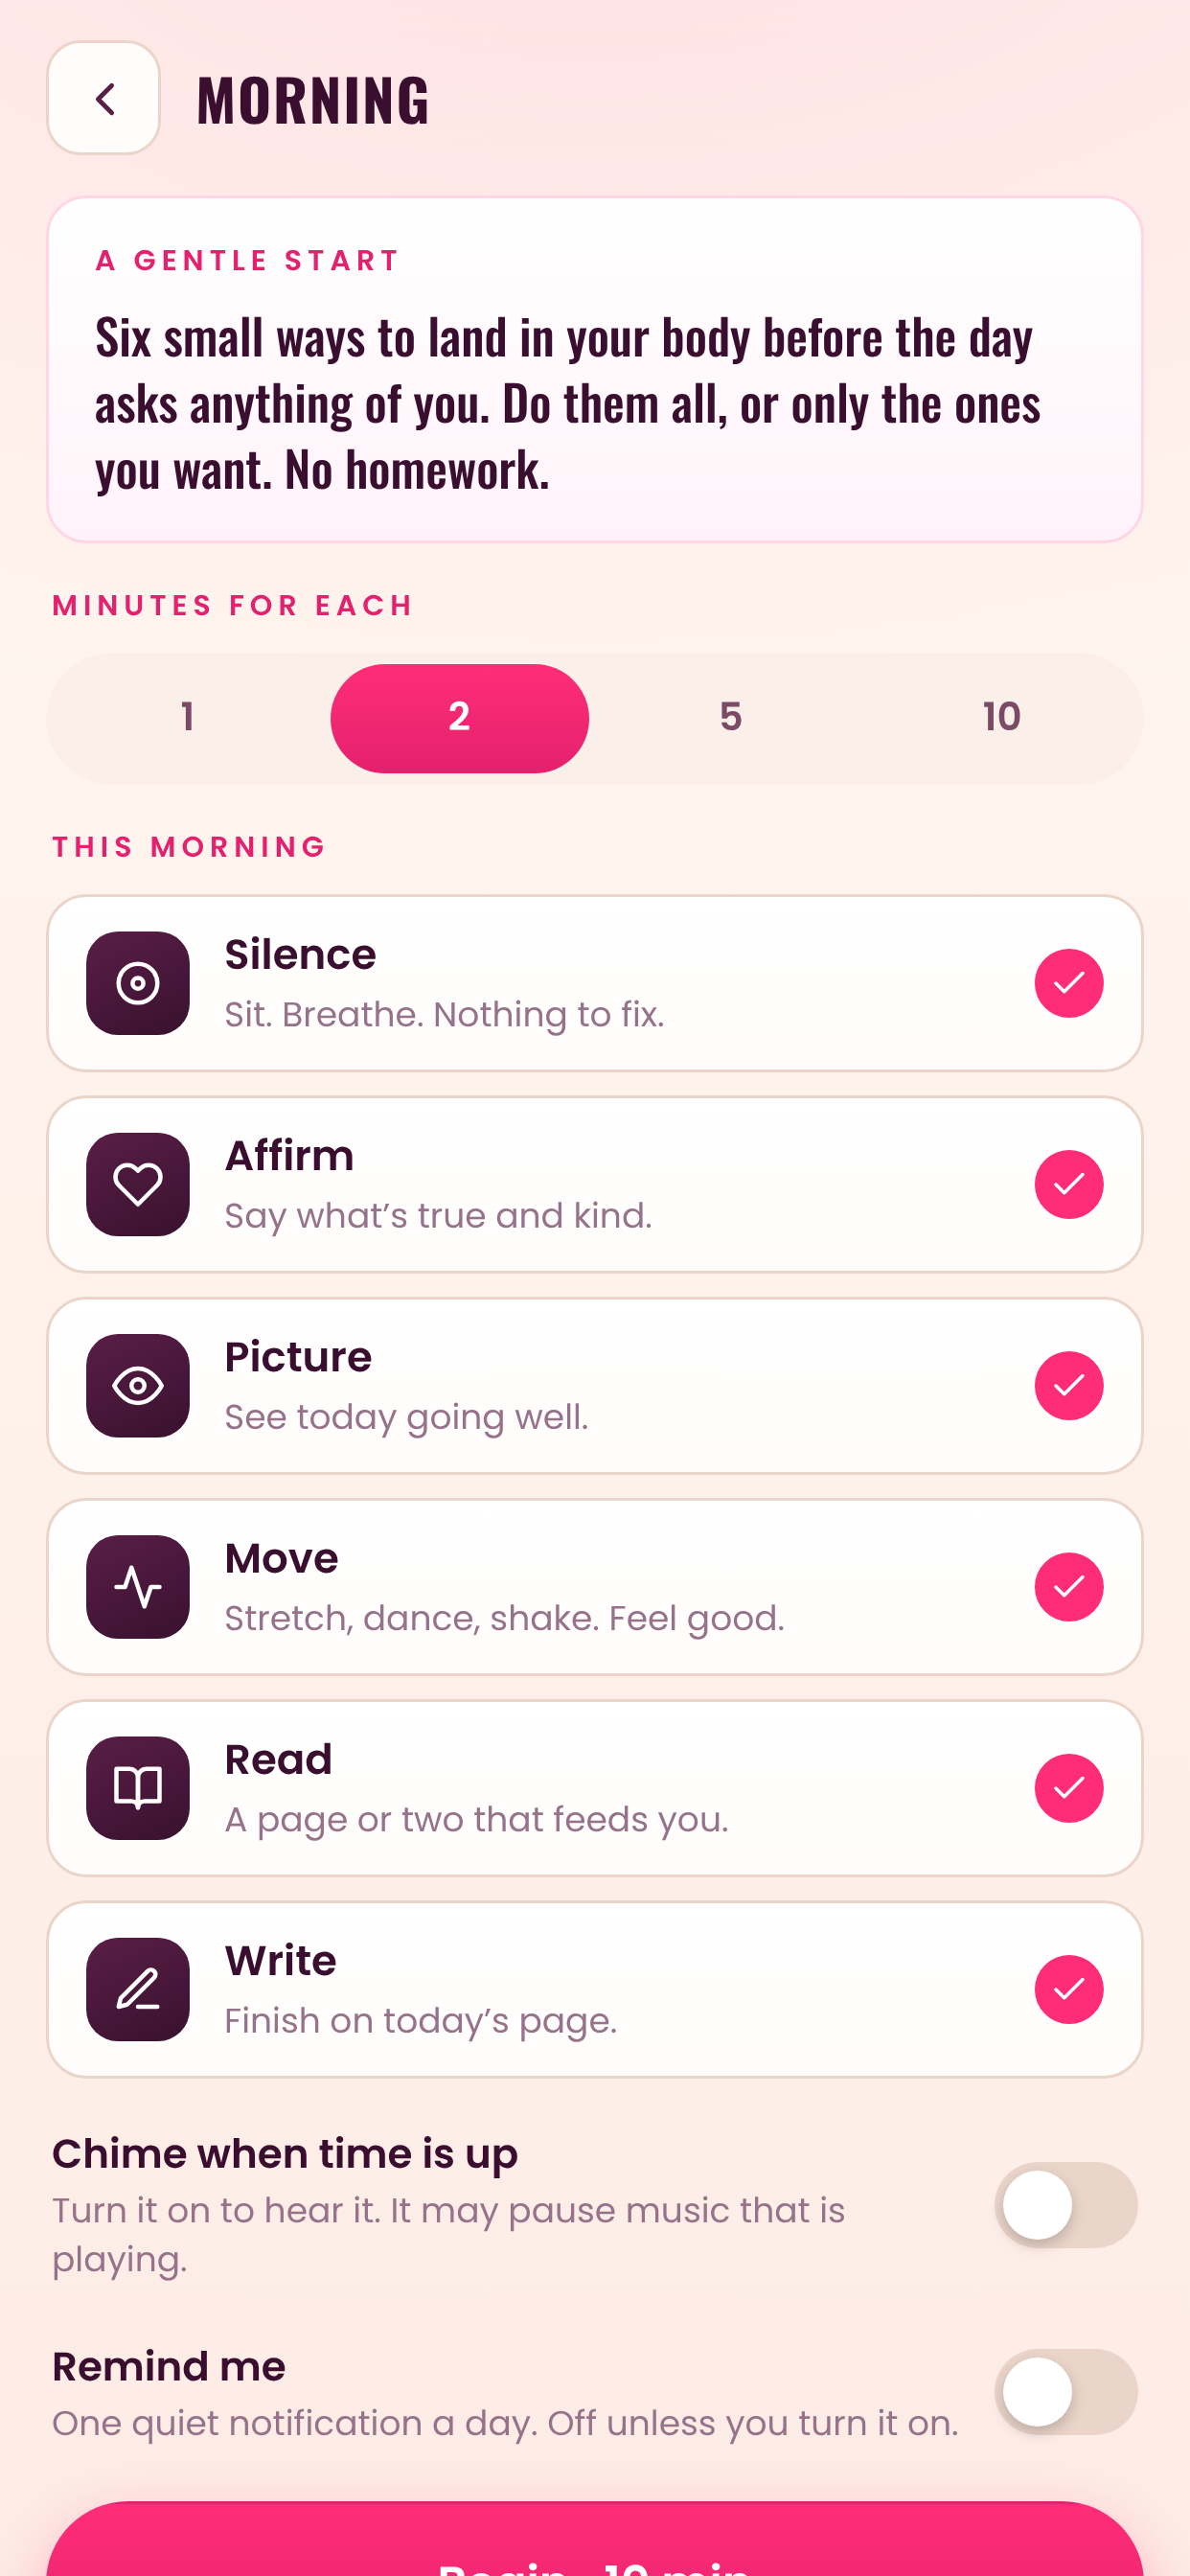 MORNING
A GENTLE START
Six small ways to land in your body before the day
asks anything of you. Do them all, or only the ones
you want. No homework.
MINUTES FOR EACH
1 2 5 10
THIS MORNING
Silence
Sit. Breathe. Nothing to fix.
Affirm
Say what’s true and kind.
Picture
See today going well.
Move
Stretch, dance, shake. Feel good.
Read
A page or two that feeds you.
Write
Finish on today’s page.
Chime when time is up
Turn it on to hear it. It may pause music that is
playing.
Remind me
One quiet notification a day. Off unless you turn it on.
Begin 10 min